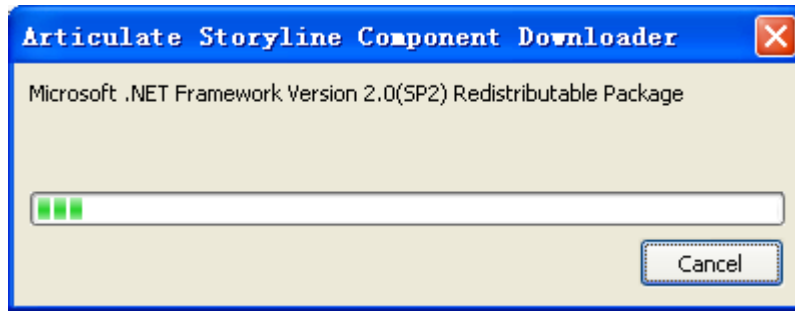 Articulate Storyline Component Downloader
Microsoft .NET Framework Version 2.0(SP2) Redistributable Package
Cancel